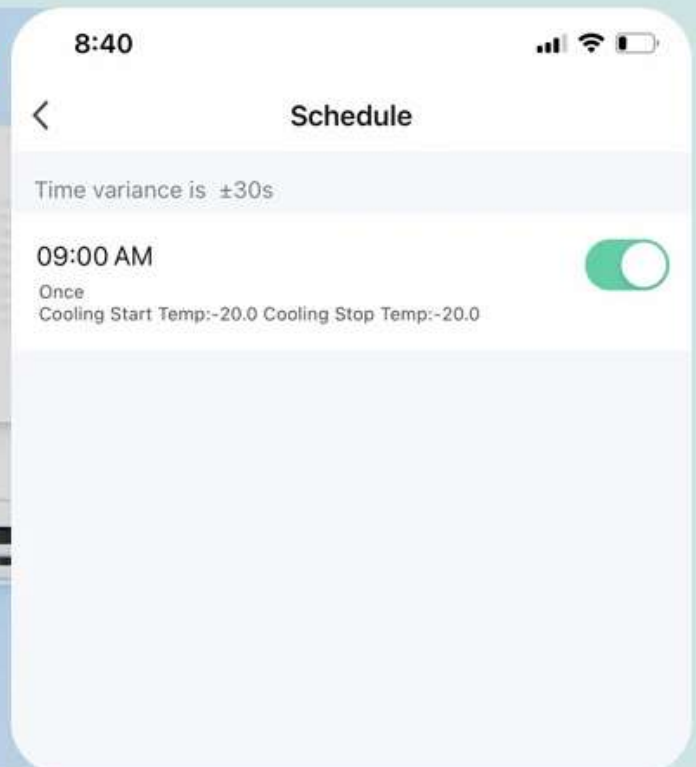 8:40
Schedule
Time variance is ±30s
09:00 AM
Once
Cooling Start Temp:-20.0 Cooling Stop Temp:-20.0